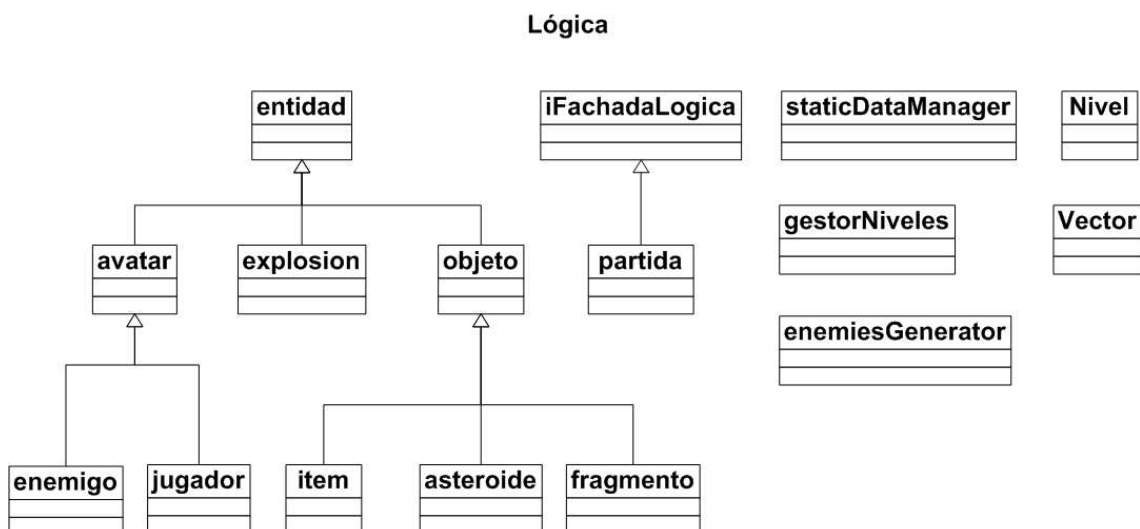 Lógica
entidad
iFachadaLogica
staticDataManager
Nivel
gestorNiveles
Vector
avatar
explosion
objeto
partida
enemiesGenerator
enemigo
jugador
item
asteroide
fragmento